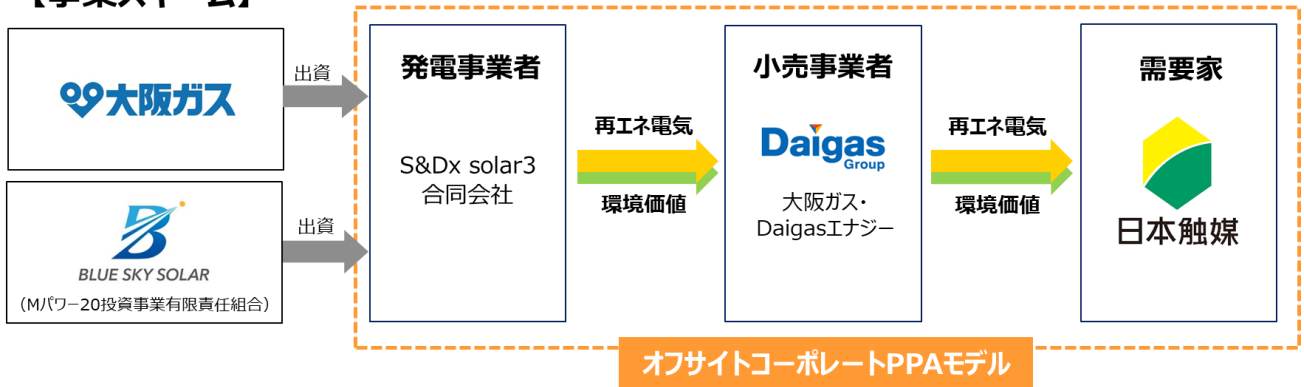 【事業スキーム】
大阪ガス
出資
BLUE SKY SOLAR
(Mパワー20投資事業有限責任組合)
出資
発電事業者
S&Dx solar3
合同会社
再エネ電気
環境価値
小売事業者
Daigas
Group
大阪ガス・
Daigasエナジー
再エネ電気
環境価値
需要家
日本触媒
オフサイトコーポレートPPAモデル